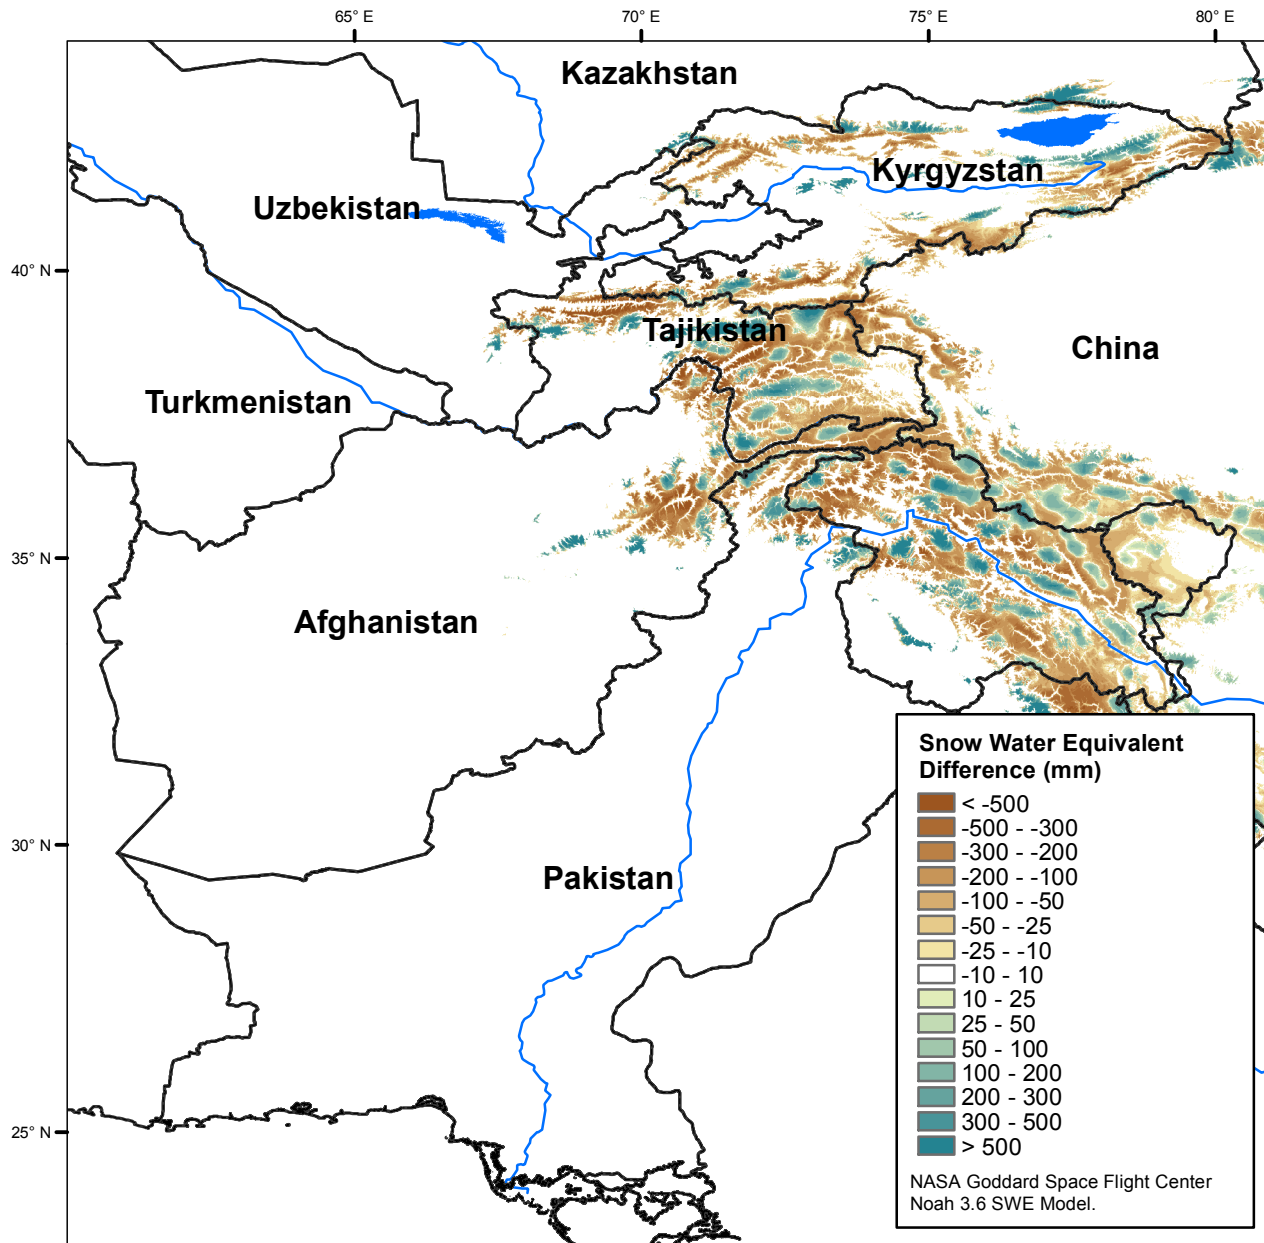 65° E
70° E
75° E
80° E
Kazakhstan
Kyrgyzstan
Uzbekistan
40° N
Tajikistan
China
Turkmenistan
35° N
Afghanistan
Snow Water Equivalent
Difference (mm)
< -500
-500 - -300
-300 - -200
-200 - -100
-100 - -50
-50 - -25
-25 - -10
-10 - 10
10 - 25
25 - 50
50 - 100
100 - 200
200 - 300
300 - 500
> 500
NASA Goddard Space Flight Center
Noah 3.6 SWE Model.
30° N
Pakistan
25° N